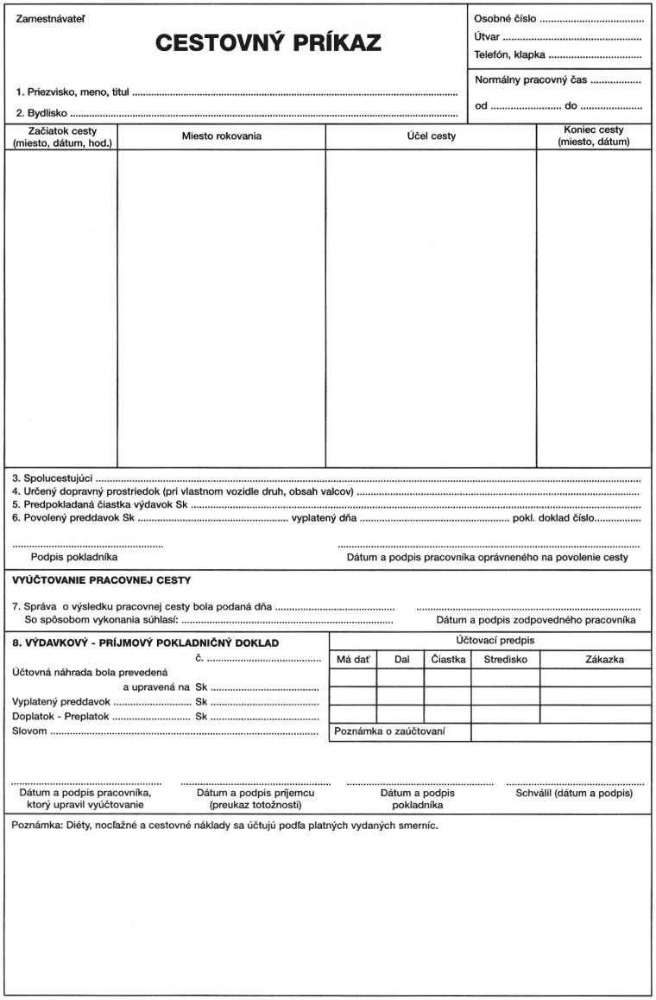 Zamestnávateľ
CESTOVNÝ PRÍKAZ
Osobné číslo
Útvar
Telefón, klapka
Normálny pracovný čas
od do
1. Priezvisko, meno, titul
2. Bydlisko
Začiatok cesty (miesto, dátum, hod.)
Miesto rokovania
Účel cesty
Koniec cesty (miesto, dátum)
3. Spolucestujúci
4. Určený dopravný prostriedok (pri vlastnom vozidle druh, obsah valcov)
5. Predpokladaná čiastka výdavok Sk
6. Povolený preddavok Sk vyplatený dňa pokl. doklad číslo
Podpis pokladníka
Dátum a podpis pracovníka oprávneného na povolenie cesty
VYÚČTOVANIE PRACOVNEJ CESTY
7. Správa o výsledku pracovnej cesty bola podaná dňa
So spôsobom vykonania súhlasí:
Dátum a podpis zodpovedného pracovníka
8. VÝDAVKOVÝ - PRÍJMOVÝ POKLADNIČNÝ DOKLAD
č.
Účtovná náhrada bola prevedená
a upravená na Sk
Vyplatený preddavok Sk
Doplatok - Preplatok Sk
Slovom
Účtovací predpis
Má dať Dal Čiastka Stredisko Zákazka
Poznámka o zaúčtovaní
Dátum a podpis pracovníka,
ktorý upravil vyúčtovanie
Dátum a podpis príjemcu
(preukaz totožnosti)
Dátum a podpis
pokladníka
Schválil (dátum a podpis)
Poznámka: Diéty, nocľažné a cestovné náklady sa účtujú podľa platných vydaných smerníc.